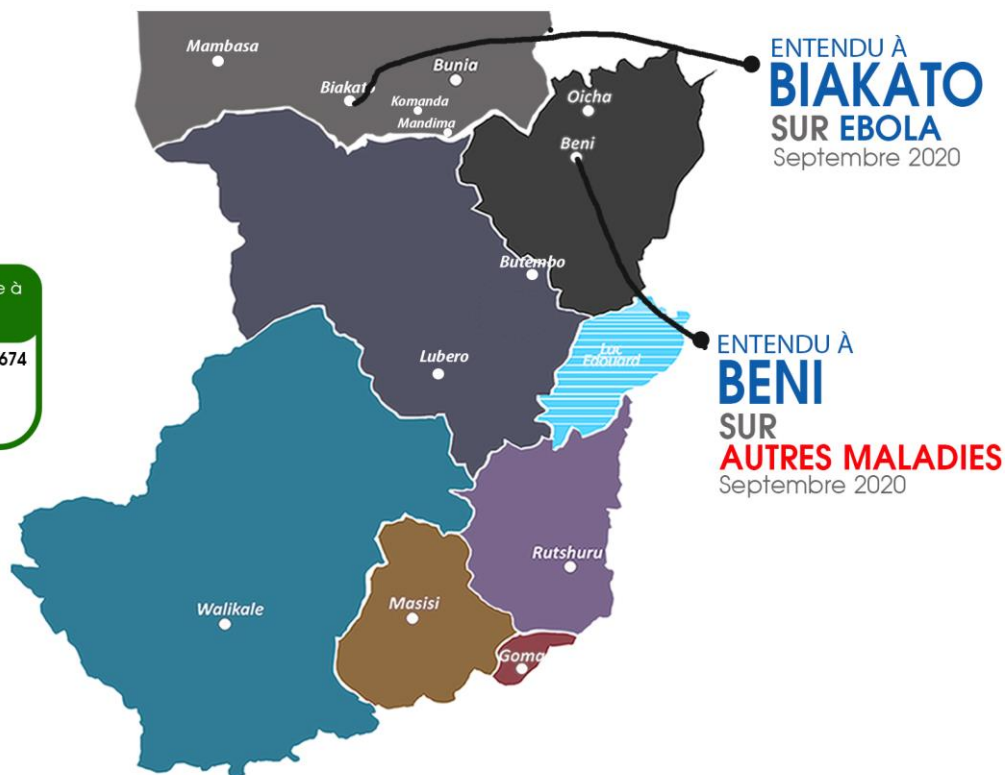 Mambasa
Bunia
Biakat
Komanda
Mandima
Oicha
Beni
ENTENDU À
BIAKATO
SUR EBOLA
Septembre 2020
e à
674
Butembo
Lubero
Lac
Edouard
ENTENDU À
BENI
SUR
AUTRES MALADIES
Septembre 2020
Rutshuru
Masisi
Walikale
Goma